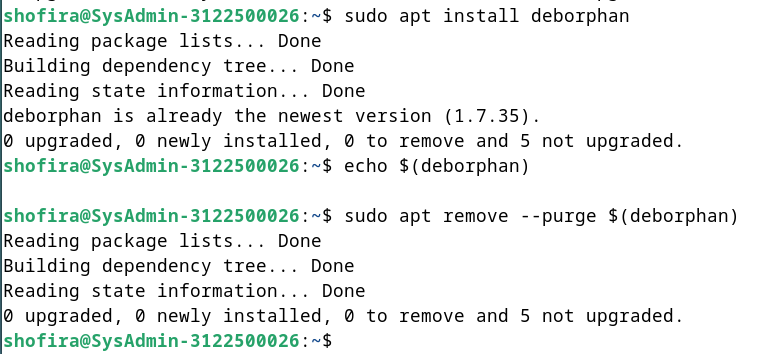 shofira@SysAdmin-3122500026:~$ sudo apt install deborphan
Reading package lists... Done
Building dependency tree... Done
Reading state information... Done
deborphan is already the newest version (1.7.35).
0 upgraded, 0 newly installed, 0 to remove and 5 not upgraded.
shofira@SysAdmin-3122500026:~$ echo $(deborphan)

shofira@SysAdmin-3122500026:~$ sudo apt remove --purge $(deborphan)
Reading package lists... Done
Building dependency tree... Done
Reading state information... Done
0 upgraded, 0 newly installed, 0 to remove and 5 not upgraded.
shofira@SysAdmin-3122500026:~$